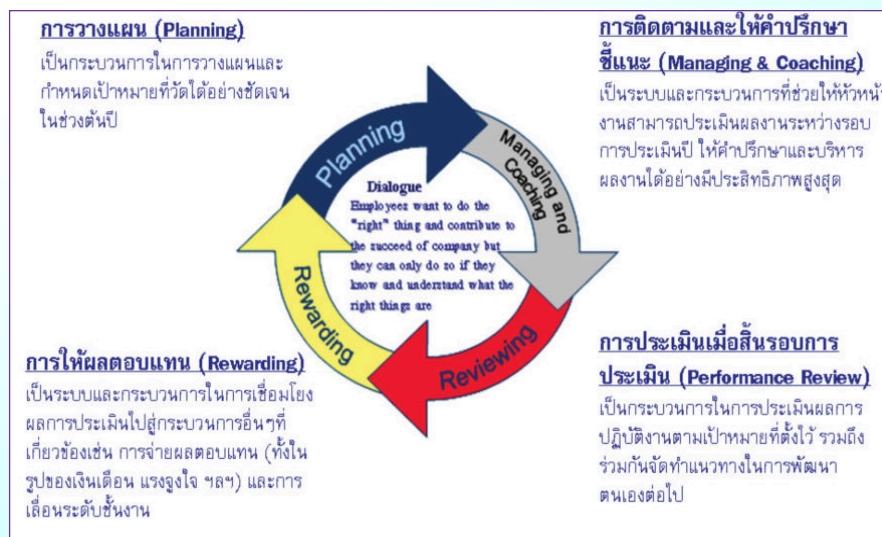 การวางแผน (Planning)
เป็นกระบวนการในการวางแผนและ
กำหนดเป้าหมายที่วัดได้อย่างชัดเจน
ในช่วงต้นปี
การติดตามและให้คำปรึกษา
ชี้แนะ (Managing & Coaching)
เป็นระบบและกระบวนการที่ช่วยให้หัวหน้า
งานสามารถประเมินผลงานระหว่างรอบ
การประเมินปี ให้คำปรึกษาและบริหาร
ผลงานได้อย่างมีประสิทธิภาพสูงสุด
Planning
Managing and
Coaching
Dialogue
Employees want to do the
"right" thing and contribute to
the succeed of company but
they can only do so if they
know and understand what the
right things are
Rewarding
Reviewing
การให้ผลตอบแทน (Rewarding)
เป็นระบบและกระบวนการในการเชื่อมโยง
ผลการประเมินไปสู่กระบวนการอื่นๆที่
เกี่ยวข้องเช่น การจ่ายผลตอบแทน (ทั้งใน
รูปของเงินเดือน แรงจูงใจ ฯลฯ) และการ
เลื่อนระดับชั้นงาน
การประเมินเมื่อสิ้นรอบการ
ประเมิน (Performance Review)
เป็นกระบวนการในการประเมินผลการ
ปฏิบัติงานตามเป้าหมายที่ตั้งไว้ รวมถึง
ร่วมกันจัดทำแนวทางในการพัฒนา
ตนเองต่อไป